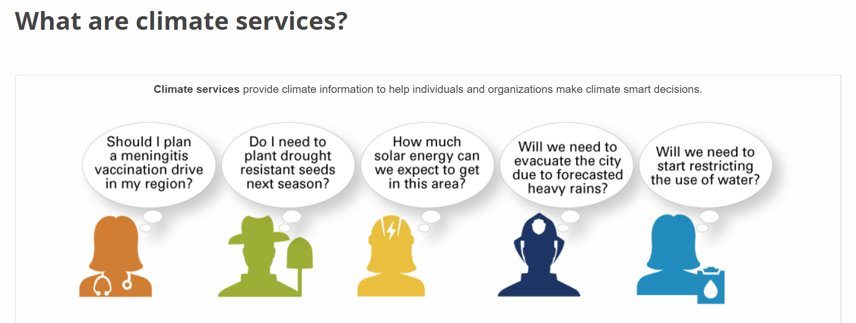 What are climate services?
Climate services provide climate information to help individuals and organizations make climate smart decisions.
Should I plan
a meningitis
vaccination drive
in my region?
Do I need to
plant drought
resistant seeds
next season?
How much
solar energy can
we expect to get
in this area?
Will we need to
evacuate the city
due to forecasted
heavy rains?
Will we need to
start restricting
the use of water?